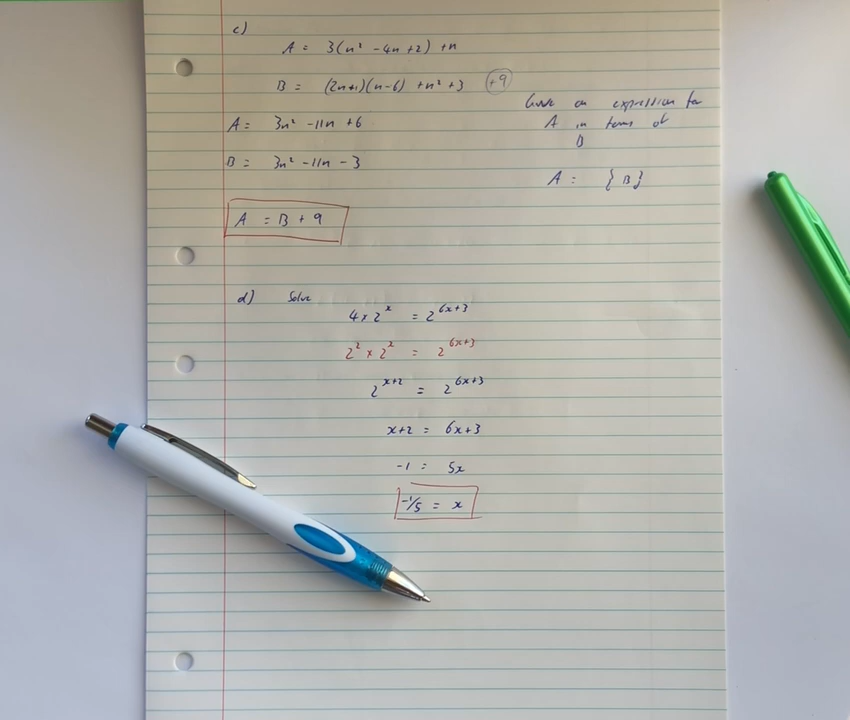 c)
A = 3(n² - 4n + 2) + n
B = (2n+1)(n-6) + n² + 3 +9
Give an expression for
A in terms of
B
A = {B}
A = 3n² - 11n + 6
B = 3n² - 11n - 3
A = B + 9
d) Solve
4 × 2ˣ = 2⁶ˣ⁺³
2² × 2ˣ = 2⁶ˣ⁺³
2ˣ⁺² = 2⁶ˣ⁺³
x+2 = 6x+3
-1 = 5x
-1/5 = x